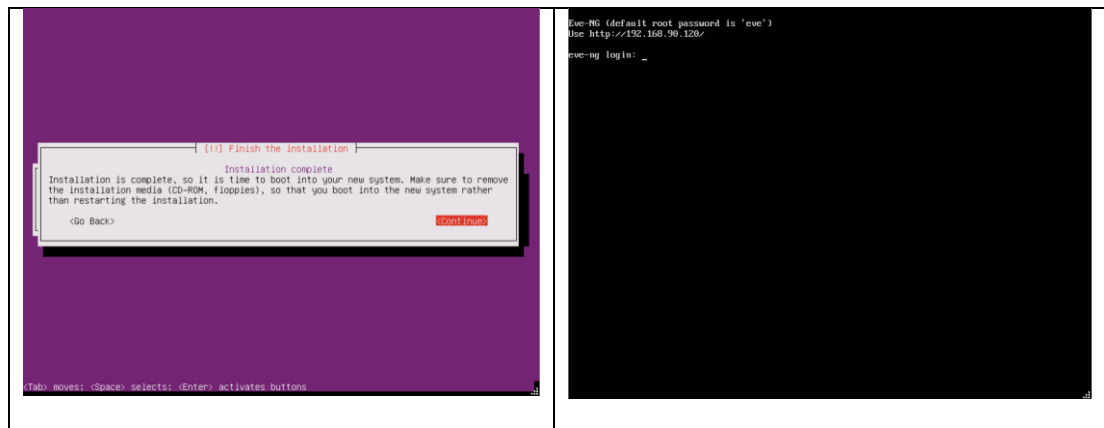 [!!] Finish the installation
Installation complete
Installation is complete, so it is time to boot into your new system. Make sure to remove
the installation media (CD-ROM, floppies), so that you boot into the new system rather
than restarting the installation.
<Go Back> <Continue>
<Tab> moves; <Space> selects; <Enter> activates buttons
Eve-NG (default root password is 'eve')
Use http://192.168.90.120/
eve-ng login: _